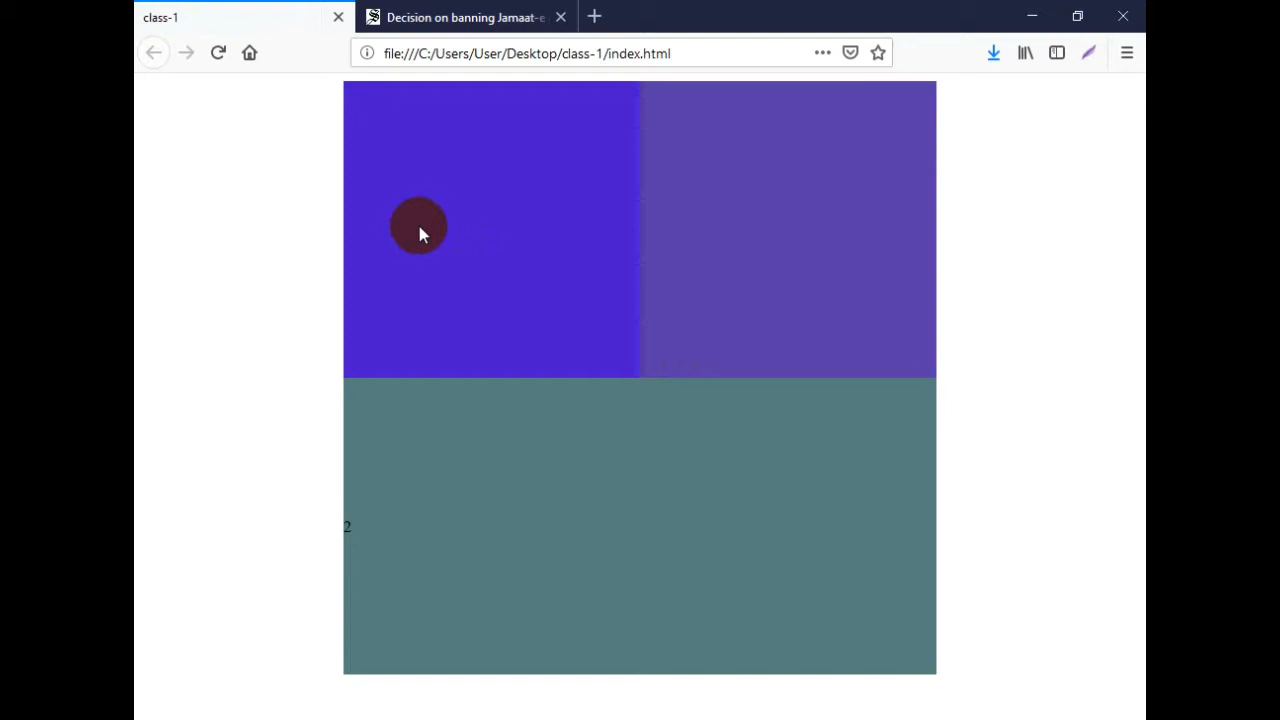 class-1
Decision on banning Jamaat-e
file:///C:/Users/User/Desktop/class-1/index.html
2